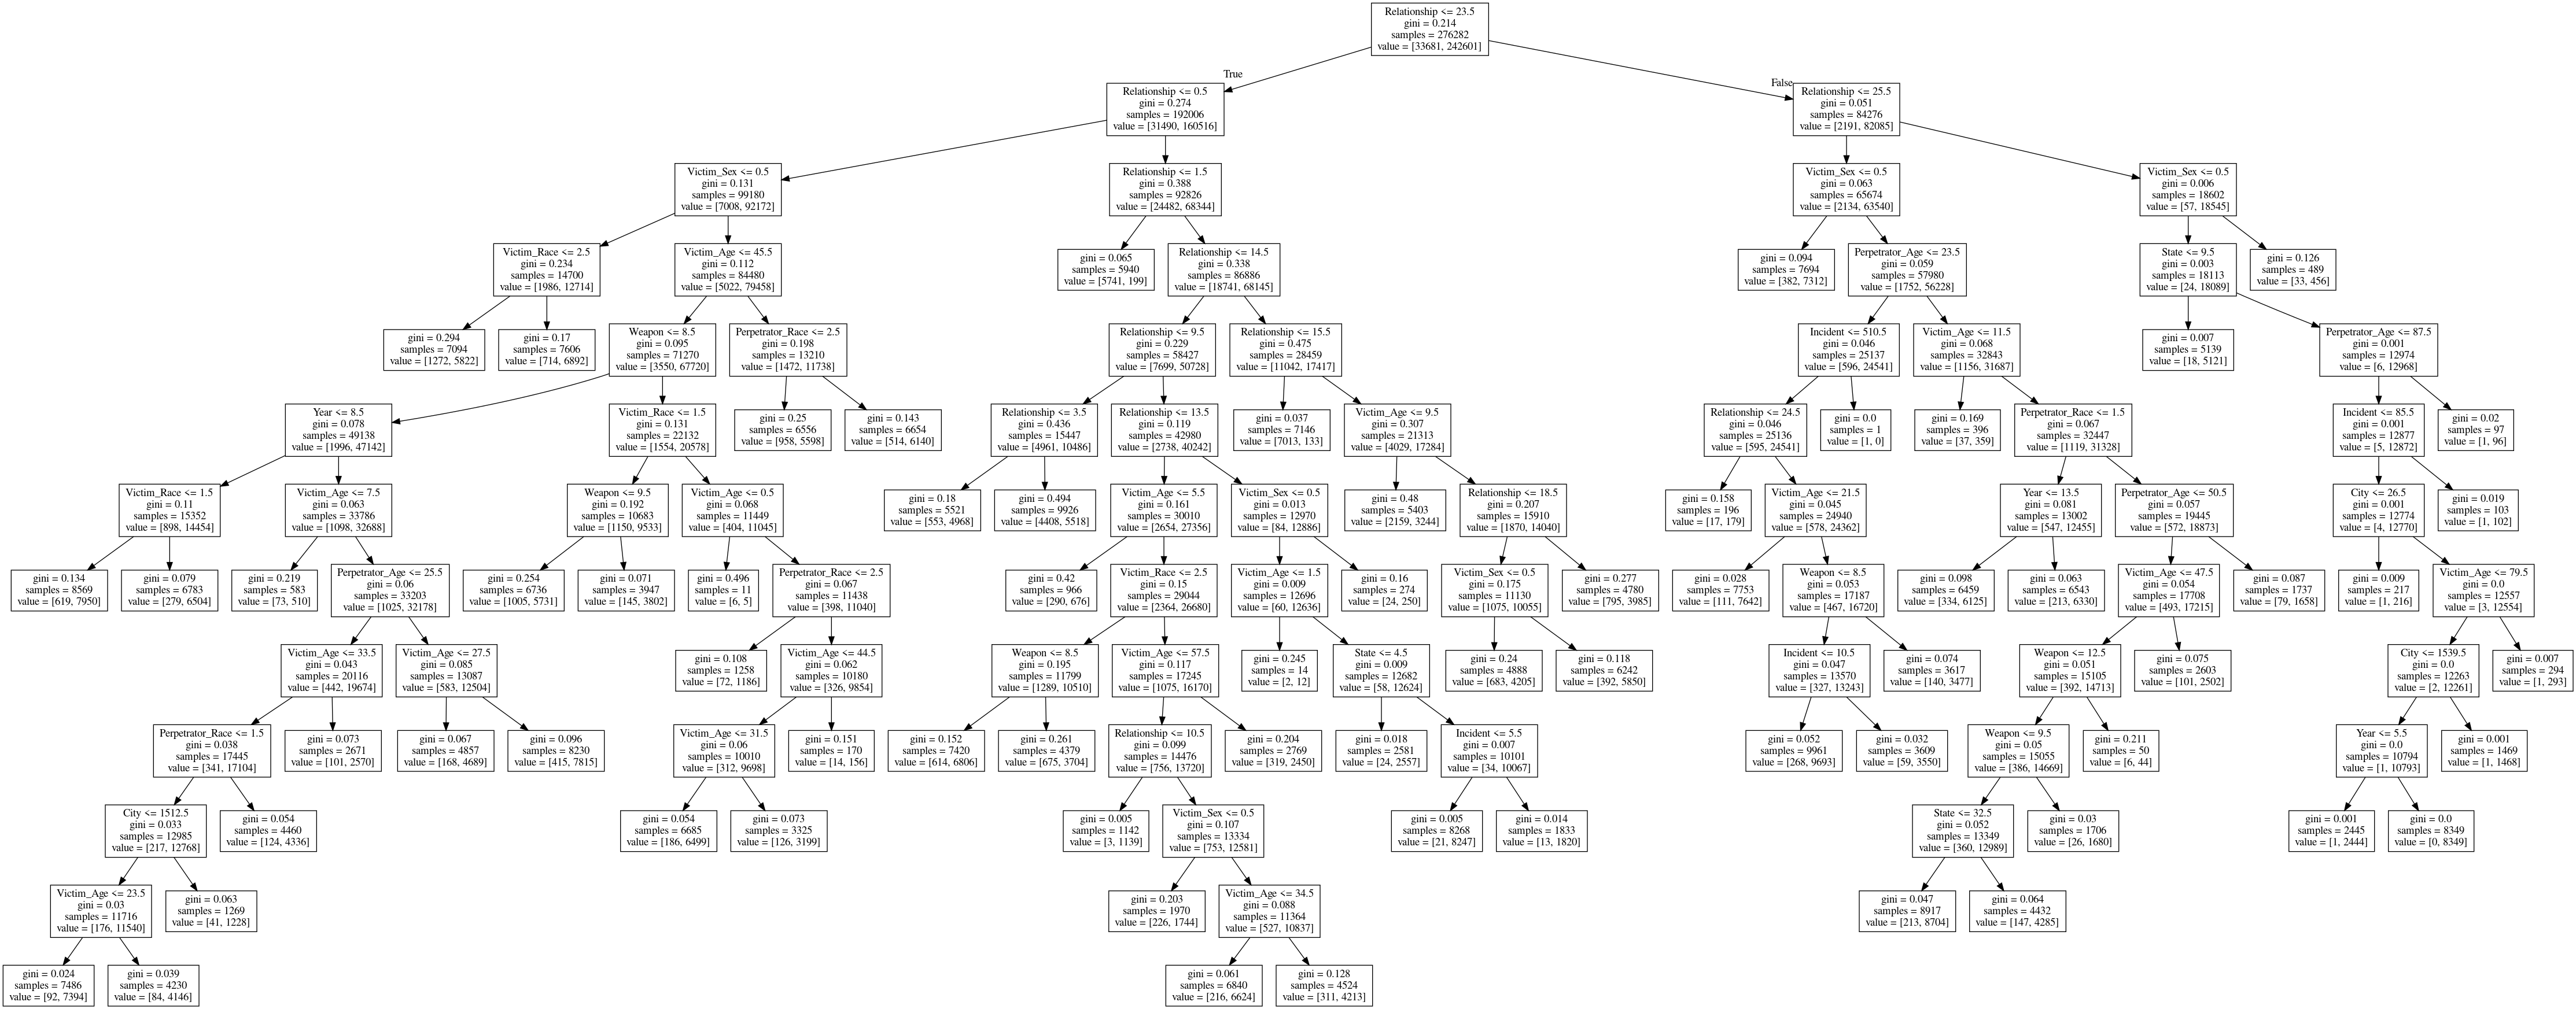 Relationship <= 23.5
gini = 0.214
samples = 276282
value = [33681, 242601]
True
False
Relationship <= 0.5
gini = 0.274
samples = 192006
value = [31490, 160516]
Relationship <= 25.5
gini = 0.051
samples = 84276
value = [2191, 82085]
Victim_Sex <= 0.5
gini = 0.131
samples = 99180
value = [7008, 92172]
Relationship <= 1.5
gini = 0.388
samples = 92826
value = [24482, 68344]
Victim_Sex <= 0.5
gini = 0.063
samples = 65674
value = [2134, 63540]
Victim_Sex <= 0.5
gini = 0.006
samples = 18602
value = [57, 18545]
Victim_Race <= 2.5
gini = 0.234
samples = 14700
value = [1986, 12714]
Victim_Age <= 45.5
gini = 0.112
samples = 84480
value = [5022, 79458]
gini = 0.065
samples = 5940
value = [5741, 199]
Relationship <= 14.5
gini = 0.338
samples = 86886
value = [18741, 68145]
gini = 0.094
samples = 7694
value = [382, 7312]
Perpetrator_Age <= 23.5
gini = 0.059
samples = 57980
value = [1752, 56228]
State <= 9.5
gini = 0.003
samples = 18113
value = [24, 18089]
gini = 0.126
samples = 489
value = [33, 456]
gini = 0.294
samples = 7094
value = [1272, 5822]
gini = 0.17
samples = 7606
value = [714, 6892]
Weapon <= 8.5
gini = 0.095
samples = 71270
value = [3550, 67720]
Perpetrator_Race <= 2.5
gini = 0.198
samples = 13210
value = [1472, 11738]
Relationship <= 9.5
gini = 0.229
samples = 58427
value = [7699, 50728]
Relationship <= 15.5
gini = 0.475
samples = 28459
value = [11042, 17417]
Incident <= 510.5
gini = 0.046
samples = 25137
value = [596, 24541]
Victim_Age <= 11.5
gini = 0.068
samples = 32843
value = [1156, 31687]
gini = 0.007
samples = 5139
value = [18, 5121]
Perpetrator_Age <= 87.5
gini = 0.001
samples = 12974
value = [6, 12968]
Year <= 8.5
gini = 0.078
samples = 49138
value = [1996, 47142]
Victim_Race <= 1.5
gini = 0.131
samples = 22132
value = [1554, 20578]
gini = 0.25
samples = 6556
value = [958, 5598]
gini = 0.143
samples = 6654
value = [514, 6140]
Relationship <= 3.5
gini = 0.436
samples = 15447
value = [4961, 10486]
Relationship <= 13.5
gini = 0.119
samples = 42980
value = [2738, 40242]
gini = 0.037
samples = 7146
value = [7013, 133]
Victim_Age <= 9.5
gini = 0.307
samples = 21313
value = [4029, 17284]
Relationship <= 24.5
gini = 0.046
samples = 25136
value = [595, 24541]
gini = 0.0
samples = 1
value = [1, 0]
gini = 0.169
samples = 396
value = [37, 359]
Perpetrator_Race <= 1.5
gini = 0.067
samples = 32447
value = [1119, 31328]
Incident <= 85.5
gini = 0.001
samples = 12877
value = [5, 12872]
gini = 0.02
samples = 97
value = [1, 96]
Victim_Race <= 1.5
gini = 0.11
samples = 15352
value = [898, 14454]
Victim_Age <= 7.5
gini = 0.063
samples = 33786
value = [1098, 32688]
Weapon <= 9.5
gini = 0.192
samples = 10683
value = [1150, 9533]
Victim_Age <= 0.5
gini = 0.068
samples = 11449
value = [404, 11045]
gini = 0.18
samples = 5521
value = [553, 4968]
gini = 0.494
samples = 9926
value = [4408, 5518]
Victim_Age <= 5.5
gini = 0.161
samples = 30010
value = [2654, 27356]
Victim_Sex <= 0.5
gini = 0.013
samples = 12970
value = [84, 12886]
gini = 0.48
samples = 5403
value = [2159, 3244]
Relationship <= 18.5
gini = 0.207
samples = 15910
value = [1870, 14040]
gini = 0.158
samples = 196
value = [17, 179]
Victim_Age <= 21.5
gini = 0.045
samples = 24940
value = [578, 24362]
Year <= 13.5
gini = 0.081
samples = 13002
value = [547, 12455]
Perpetrator_Age <= 50.5
gini = 0.067
samples = 19445
value = [572, 18873]
City <= 26.5
gini = 0.001
samples = 12774
value = [4, 12770]
gini = 0.019
samples = 103
value = [1, 102]
gini = 0.134
samples = 8569
value = [619, 7950]
gini = 0.079
samples = 6783
value = [279, 6504]
gini = 0.219
samples = 583
value = [73, 510]
Perpetrator_Age <= 25.5
gini = 0.06
samples = 33203
value = [1025, 32178]
gini = 0.254
samples = 6736
value = [1005, 5731]
gini = 0.071
samples = 3947
value = [145, 3802]
gini = 0.496
samples = 11
value = [6, 5]
Perpetrator_Race <= 2.5
gini = 0.067
samples = 11438
value = [398, 11040]
gini = 0.42
samples = 966
value = [290, 676]
Victim_Race <= 2.5
gini = 0.15
samples = 29044
value = [2364, 26680]
Victim_Age <= 1.5
gini = 0.009
samples = 12696
value = [60, 12636]
gini = 0.16
samples = 274
value = [24, 250]
Victim_Sex <= 0.5
gini = 0.175
samples = 11130
value = [1075, 10055]
gini = 0.277
samples = 4780
value = [795, 3985]
gini = 0.028
samples = 7753
value = [111, 7642]
Weapon <= 8.5
gini = 0.053
samples = 17187
value = [467, 16720]
gini = 0.098
samples = 6459
value = [334, 6125]
gini = 0.063
samples = 6543
value = [213, 6330]
Victim_Age <= 47.5
gini = 0.054
samples = 17708
value = [493, 17215]
gini = 0.087
samples = 1737
value = [79, 1658]
gini = 0.009
samples = 217
value = [1, 216]
Victim_Age <= 79.5
gini = 0.0
samples = 12557
value = [3, 12554]
Victim_Age <= 33.5
gini = 0.043
samples = 20116
value = [442, 19674]
Victim_Age <= 27.5
gini = 0.085
samples = 13087
value = [583, 12504]
gini = 0.108
samples = 1258
value = [72, 1186]
Victim_Age <= 44.5
gini = 0.062
samples = 10180
value = [326, 9854]
Weapon <= 8.5
gini = 0.195
samples = 11799
value = [1289, 10510]
Victim_Age <= 57.5
gini = 0.117
samples = 17245
value = [1075, 16170]
gini = 0.245
samples = 14
value = [2, 12]
State <= 4.5
gini = 0.009
samples = 12682
value = [58, 12624]
gini = 0.24
samples = 4888
value = [683, 4205]
gini = 0.118
samples = 6242
value = [392, 5850]
Incident <= 10.5
gini = 0.047
samples = 13570
value = [327, 13243]
gini = 0.074
samples = 3617
value = [140, 3477]
Weapon <= 12.5
gini = 0.051
samples = 15105
value = [392, 14713]
gini = 0.075
samples = 2603
value = [101, 2502]
City <= 1539.5
gini = 0.0
samples = 12263
value = [2, 12261]
gini = 0.007
samples = 294
value = [1, 293]
Perpetrator_Race <= 1.5
gini = 0.038
samples = 17445
value = [341, 17104]
gini = 0.073
samples = 2671
value = [101, 2570]
gini = 0.067
samples = 4857
value = [168, 4689]
gini = 0.096
samples = 8230
value = [415, 7815]
Victim_Age <= 31.5
gini = 0.06
samples = 10010
value = [312, 9698]
gini = 0.151
samples = 170
value = [14, 156]
gini = 0.152
samples = 7420
value = [614, 6806]
gini = 0.261
samples = 4379
value = [675, 3704]
Relationship <= 10.5
gini = 0.099
samples = 14476
value = [756, 13720]
gini = 0.204
samples = 2769
value = [319, 2450]
gini = 0.018
samples = 2581
value = [24, 2557]
Incident <= 5.5
gini = 0.007
samples = 10101
value = [34, 10067]
gini = 0.052
samples = 9961
value = [268, 9693]
gini = 0.032
samples = 3609
value = [59, 3550]
Weapon <= 9.5
gini = 0.05
samples = 15055
value = [386, 14669]
gini = 0.211
samples = 50
value = [6, 44]
Year <= 5.5
gini = 0.0
samples = 10794
value = [1, 10793]
gini = 0.001
samples = 1469
value = [1, 1468]
City <= 1512.5
gini = 0.033
samples = 12985
value = [217, 12768]
gini = 0.054
samples = 4460
value = [124, 4336]
gini = 0.054
samples = 6685
value = [186, 6499]
gini = 0.073
samples = 3325
value = [126, 3199]
gini = 0.005
samples = 1142
value = [3, 1139]
Victim_Sex <= 0.5
gini = 0.107
samples = 13334
value = [753, 12581]
gini = 0.005
samples = 8268
value = [21, 8247]
gini = 0.014
samples = 1833
value = [13, 1820]
State <= 32.5
gini = 0.052
samples = 13349
value = [360, 12989]
gini = 0.03
samples = 1706
value = [26, 1680]
gini = 0.001
samples = 2445
value = [1, 2444]
gini = 0.0
samples = 8349
value = [0, 8349]
Victim_Age <= 23.5
gini = 0.03
samples = 11716
value = [176, 11540]
gini = 0.063
samples = 1269
value = [41, 1228]
gini = 0.203
samples = 1970
value = [226, 1744]
Victim_Age <= 34.5
gini = 0.088
samples = 11364
value = [527, 10837]
gini = 0.047
samples = 8917
value = [213, 8704]
gini = 0.064
samples = 4432
value = [147, 4285]
gini = 0.024
samples = 7486
value = [92, 7394]
gini = 0.039
samples = 4230
value = [84, 4146]
gini = 0.061
samples = 6840
value = [216, 6624]
gini = 0.128
samples = 4524
value = [311, 4213]